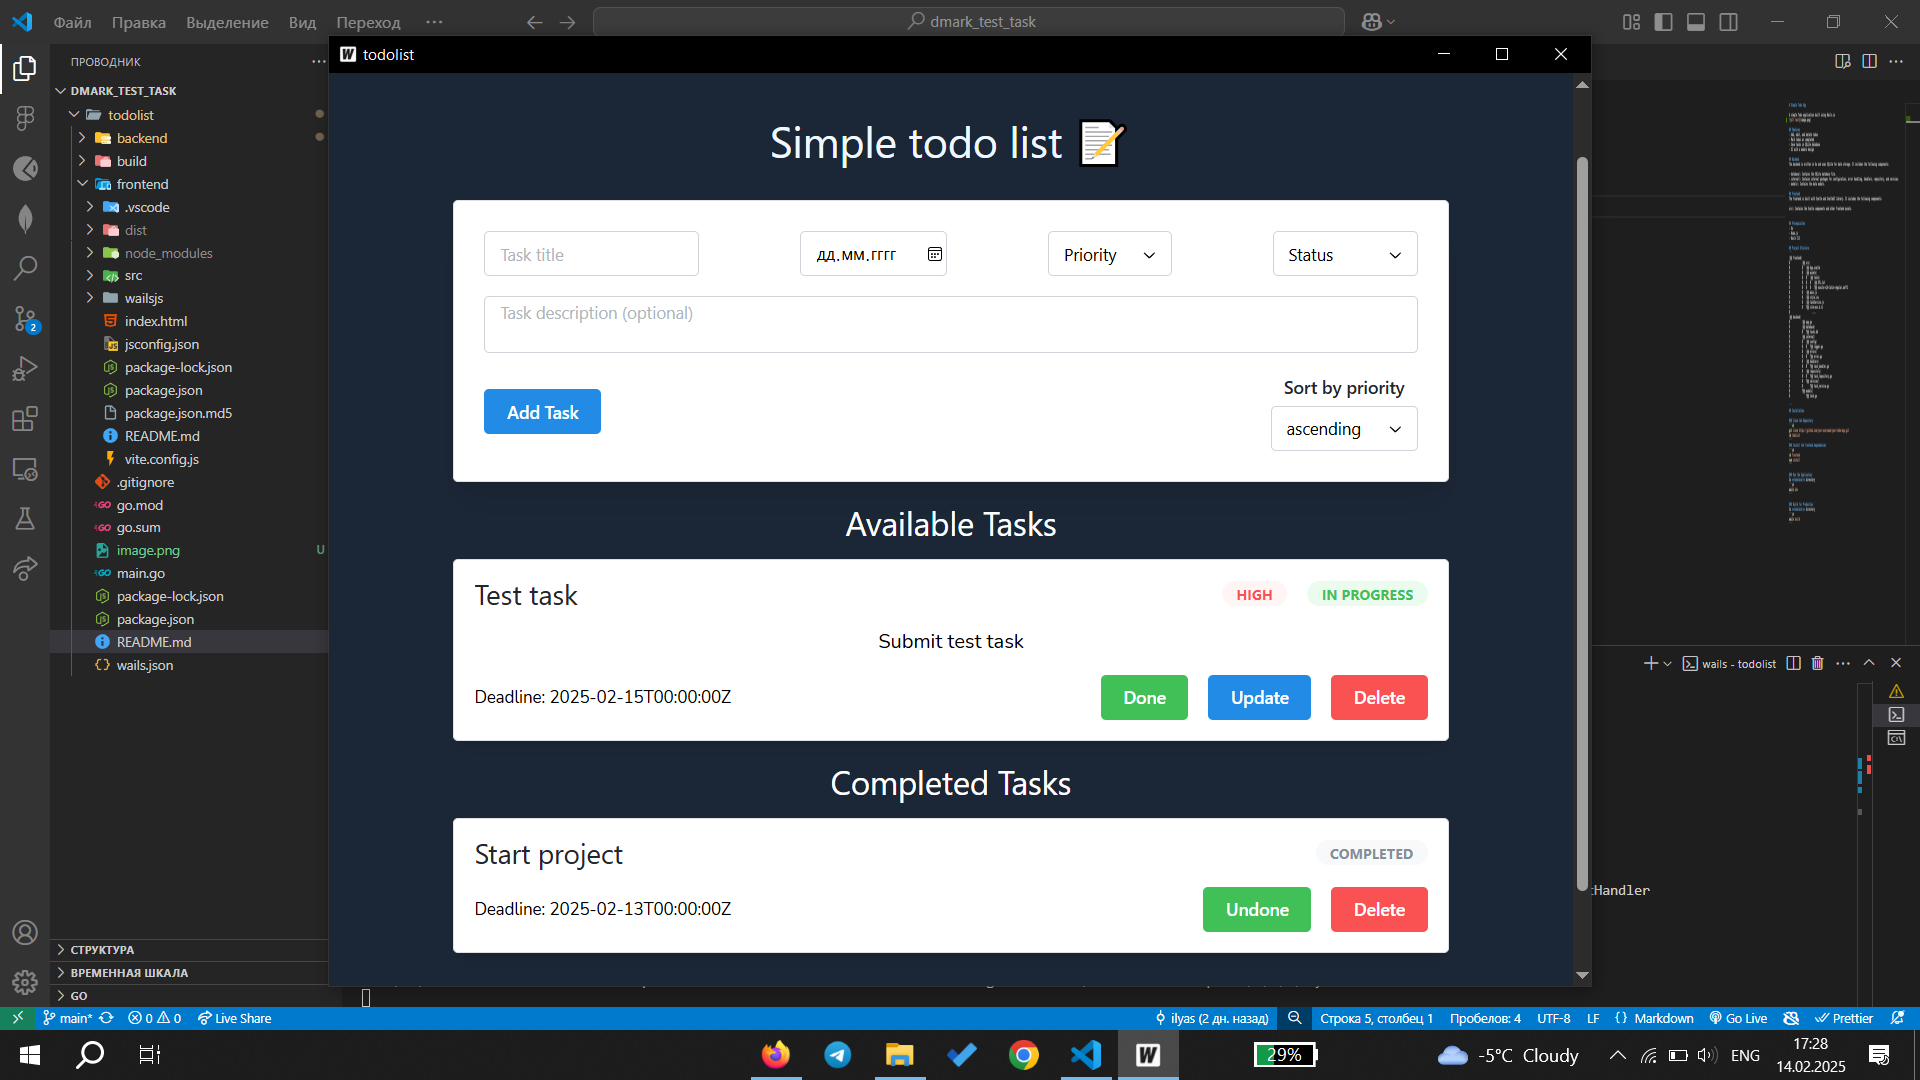 Файл Правка Выделение Вид Переход ···
dmark_test_task
ПРОВОДНИК
DMARK_TEST_TASK
todolist
backend
build
frontend
.vscode
dist
node_modules
src
wailsjs
index.html
jsconfig.json
package-lock.json
package.json
package.json.md5
README.md
vite.config.js
.gitignore
go.mod
go.sum
image.png U
main.go
package-lock.json
package.json
README.md
wails.json
СТРУКТУРА
ВРЕМЕННАЯ ШКАЛА
GO
2
todolist
Simple todo list
Task title
дд.мм.гггг
Priority
Status
Task description (optional)
Add Task
Sort by priority
ascending
Available Tasks
Test task
HIGH
IN PROGRESS
Submit test task
Deadline: 2025-02-15T00:00:00Z
Done
Update
Delete
Completed Tasks
Start project
COMPLETED
Deadline: 2025-02-13T00:00:00Z
Undone
Delete
wails - todolist
tHandler
main* 0 0 Live Share
ilyas (2 дн. назад) Строка 5, столбец 1 Пробелов: 4 UTF-8 LF {} Markdown Go Live Prettier
29%
-5°C Cloudy
ENG
17:28
14.02.2025